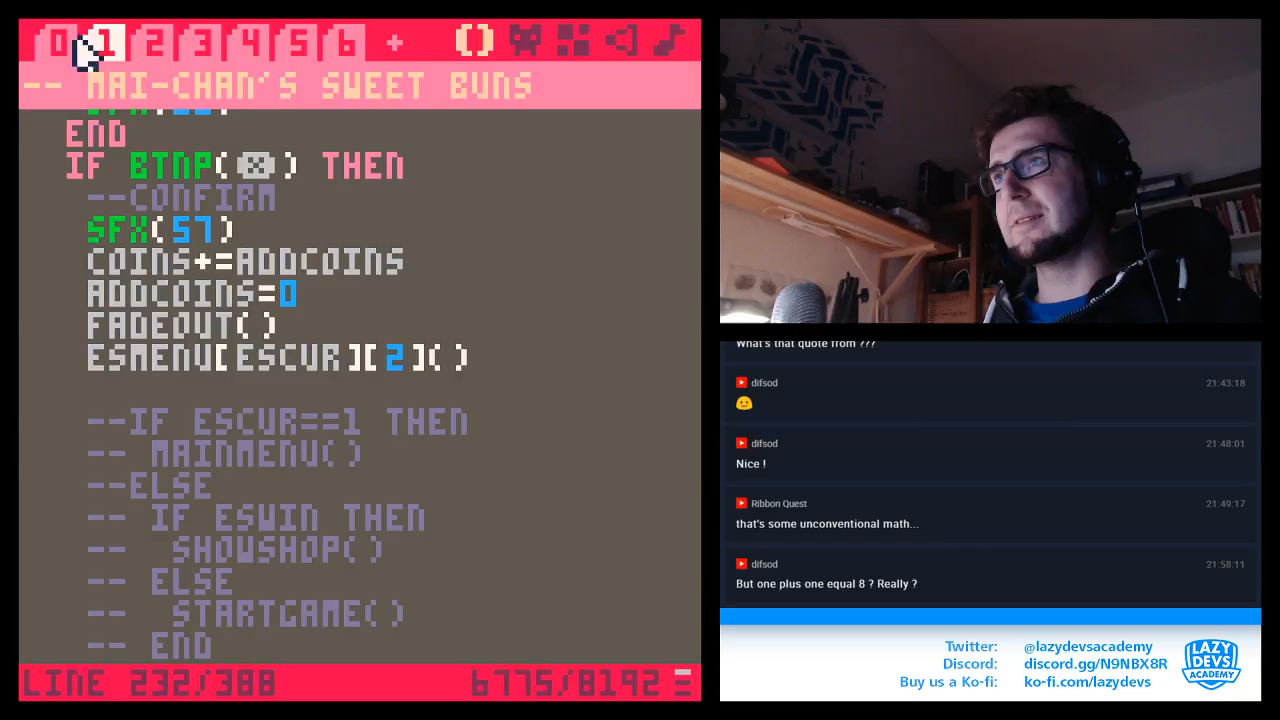 0 1 2 3 4 5 6 + ()
-- MAI-CHAN'S SWEET BUNS
END
IF BTNP(❎) THEN
--CONFIRM
SFX(57)
COINS+=ADDCOINS
ADDCOINS=0
FADEOUT()
ESMENU[ESCUR][2]()
--IF ESCUR==1 THEN
-- MAINMENU()
--ELSE
-- IF ESWIN THEN
-- SHOWSHOP()
-- ELSE
-- STARTGAME()
-- END
LINE 232/388 6775/8192
What's that quote from ???
difsod 21:43:18
🙂
difsod 21:48:01
Nice !
Ribbon Quest 21:49:17
that's some unconventional math...
difsod 21:58:11
But one plus one equal 8 ? Really ?
Twitter: @lazydevsacademy
Discord: discord.gg/N9NBX8R
Buy us a Ko-fi: ko-fi.com/lazydevs
LAZY
DEVS
ACADEMY